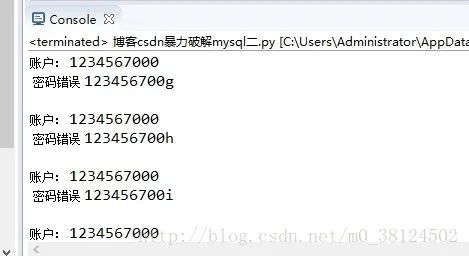 Console
<terminated> 博客csdn暴力破解mysql二.py [C:\Users\Administrator\AppData
账户：1234567000
密码错误 123456700g
账户：1234567000
密码错误 123456700h
账户：1234567000
密码错误 123456700i
账户：1234567000
http://blog.csdn.net/m0_38124502